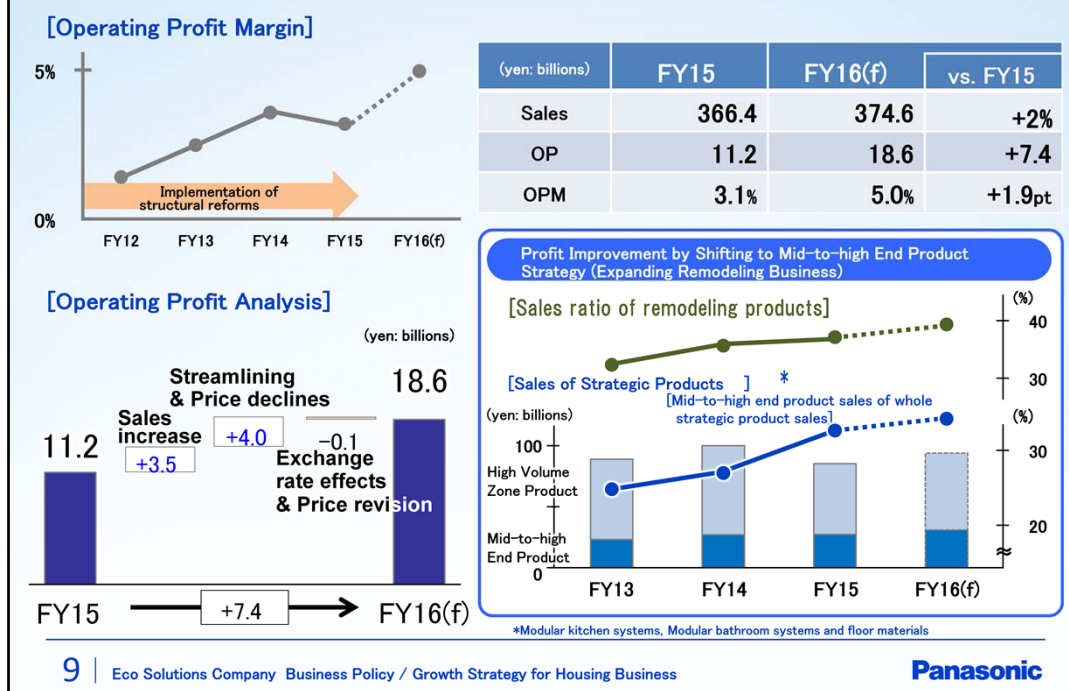 [Operating Profit Margin]
5%
0%
Implementation of
structural reforms
FY12 FY13 FY14 FY15 FY16(f)
(yen: billions) FY15 FY16(f) vs. FY15
Sales 366.4 374.6 +2%
OP 11.2 18.6 +7.4
OPM 3.1% 5.0% +1.9pt
[Operating Profit Analysis]
(yen: billions)
11.2
Sales
increase
+3.5
Streamlining
& Price declines
+4.0
-0.1
Exchange
rate effects
& Price revision
18.6
FY15 +7.4 FY16(f)
Profit Improvement by Shifting to Mid-to-high End Product
Strategy (Expanding Remodeling Business)
[Sales ratio of remodeling products]
(%)
40
30
[Sales of Strategic Products ] *
[Mid-to-high end product sales of whole
strategic product sales]
(yen: billions)
(%)
100
30
High Volume
Zone Product
20
Mid-to-high
End Product
≈
0
FY13 FY14 FY15 FY16(f)
*Modular kitchen systems, Modular bathroom systems and floor materials
9 | Eco Solutions Company Business Policy / Growth Strategy for Housing Business
Panasonic